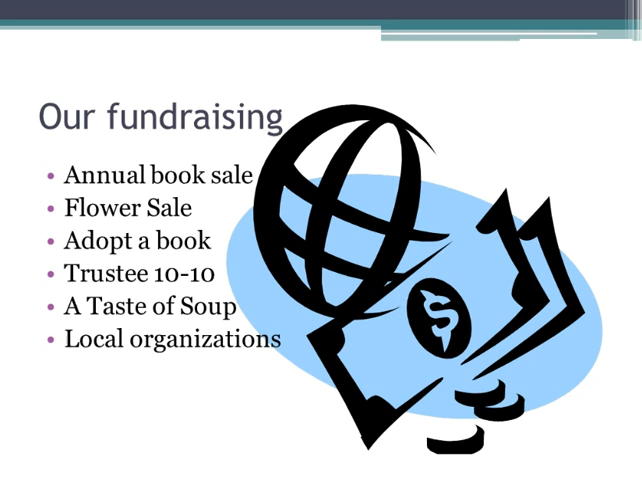 Our fundraising
• Annual book sale
• Flower Sale
• Adopt a book
• Trustee 10-10
• A Taste of Soup
• Local organizations
$